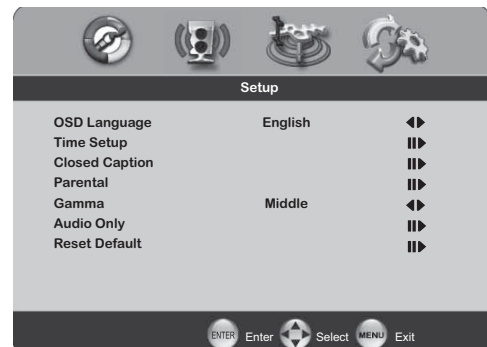 Setup
OSD Language English
Time Setup
Closed Caption
Parental
Gamma Middle
Audio Only
Reset Default
ENTER Enter Select MENU Exit